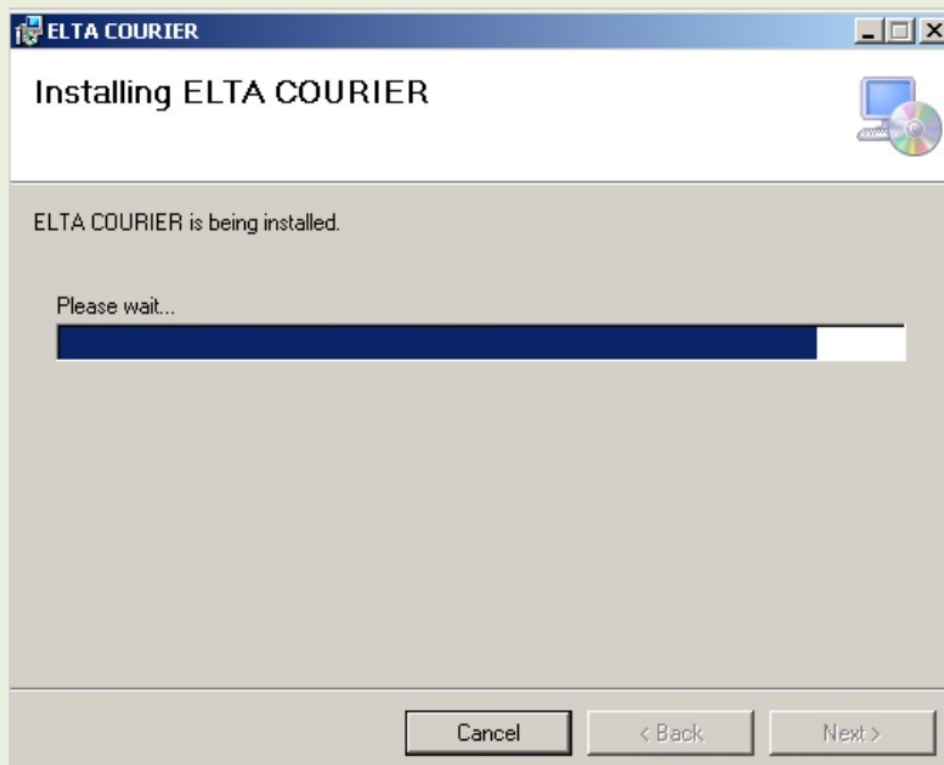 ELTA COURIER
Installing ELTA COURIER
ELTA COURIER is being installed.
Please wait...
Cancel
< Back
Next >